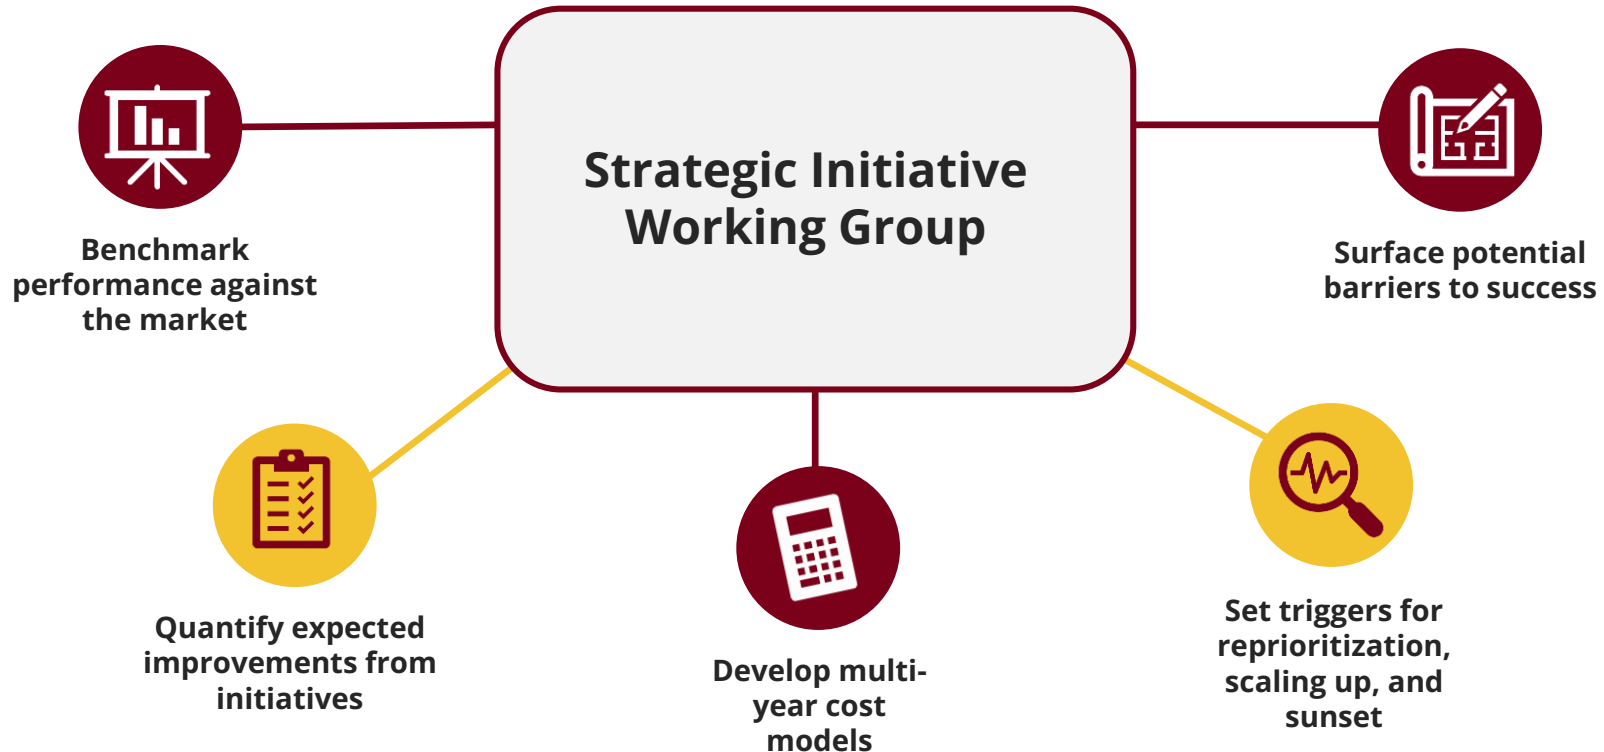 Strategic Initiative
Working Group
Benchmark
performance against
the market
Surface potential
barriers to success
Quantify expected
improvements from
initiatives
Develop multi-
year cost
models
Set triggers for
reprioritization,
scaling up, and
sunset